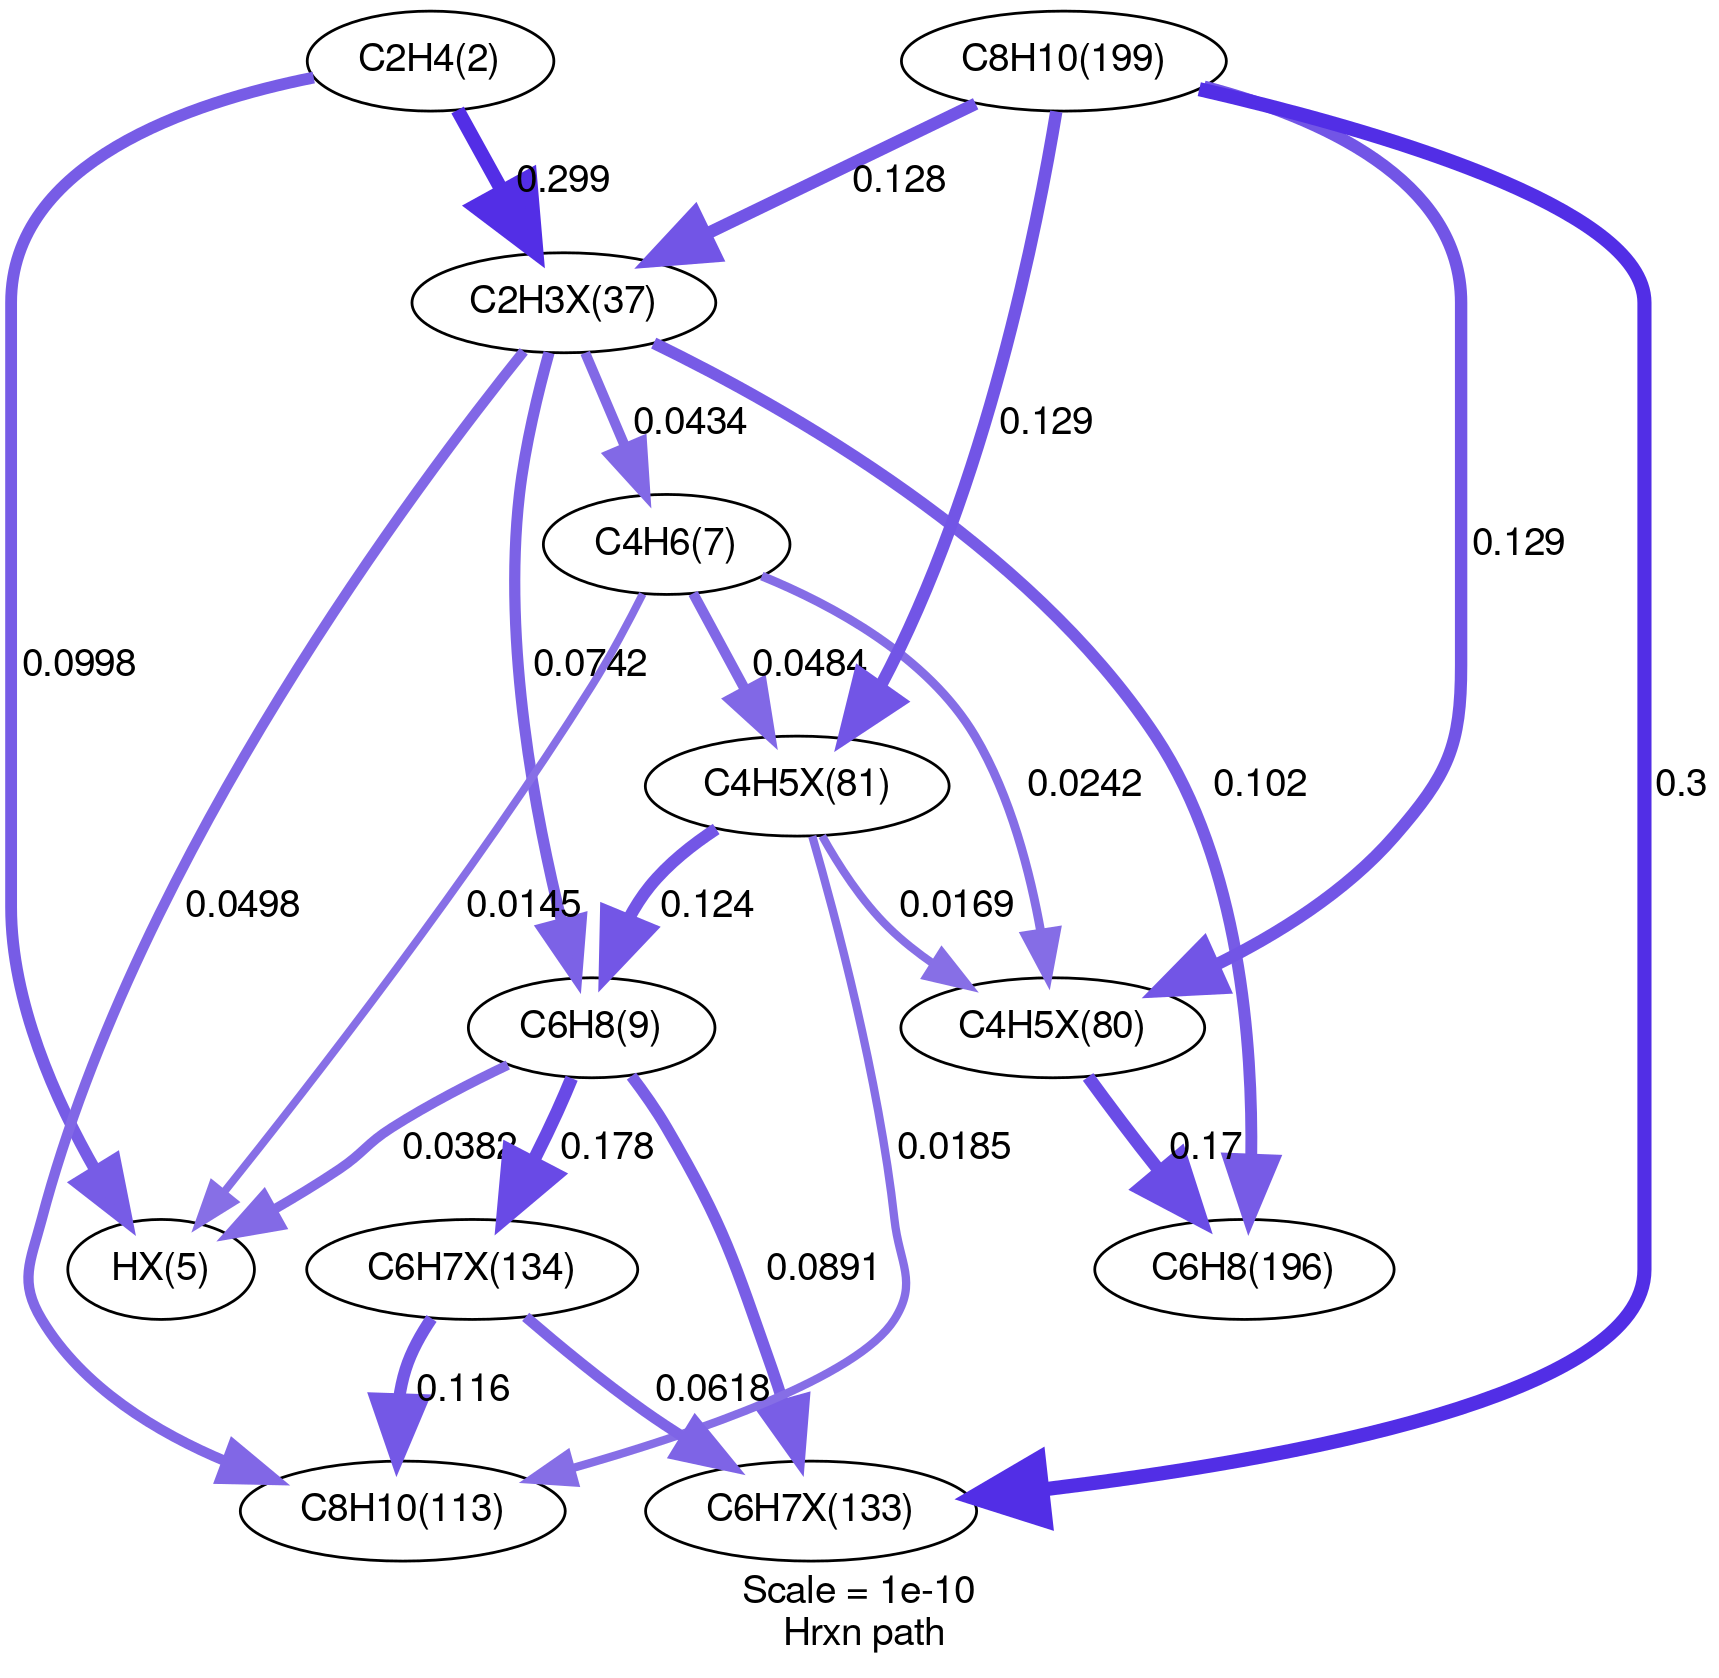 C2H4(2)
C8H10(199)
0.299
0.128
C2H3X(37)
0.0434
0.129
C4H6(7)
0.129
0.0998
0.0742
0.0484
C4H5X(81)
0.0242
0.102
0.3
0.0498
0.0145
0.124
0.0169
C6H8(9)
C4H5X(80)
0.0382
0.178
0.0185
0.17
HX(5)
C6H7X(134)
0.0891
C6H8(196)
0.116
0.0618
C8H10(113)
C6H7X(133)
Scale = 1e-10
Hrxn path